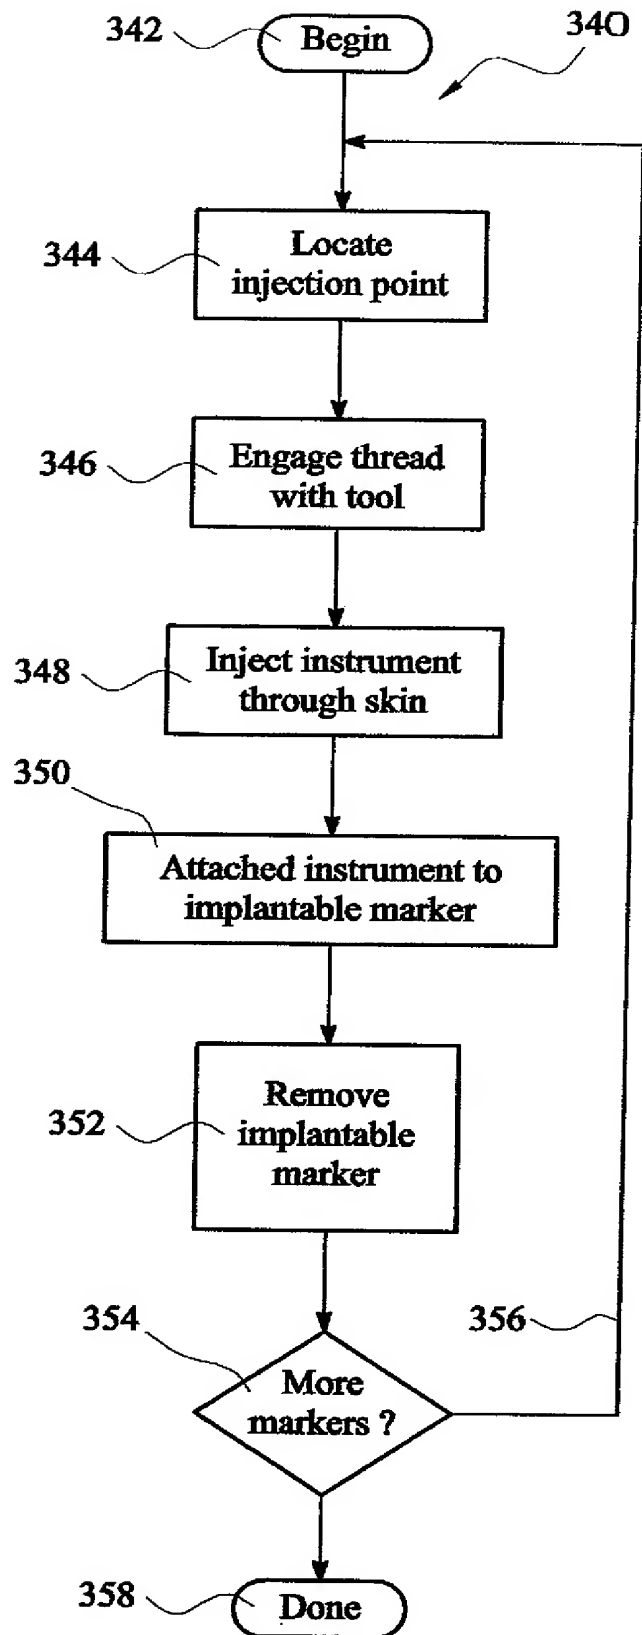 342
Begin
340
344
Locate
injection point
346
Engage thread
with tool
348
Inject instrument
through skin
350
Attached instrument to
implantable marker
352
Remove
implantable
marker
354
356
More
markers ?
358
Done